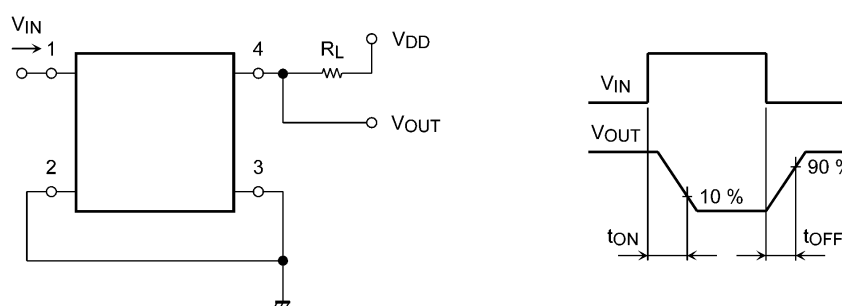 VIN
1
4
RL
VDD
VOUT
2
3
VIN
VOUT
10 %
90 %
tON
tOFF